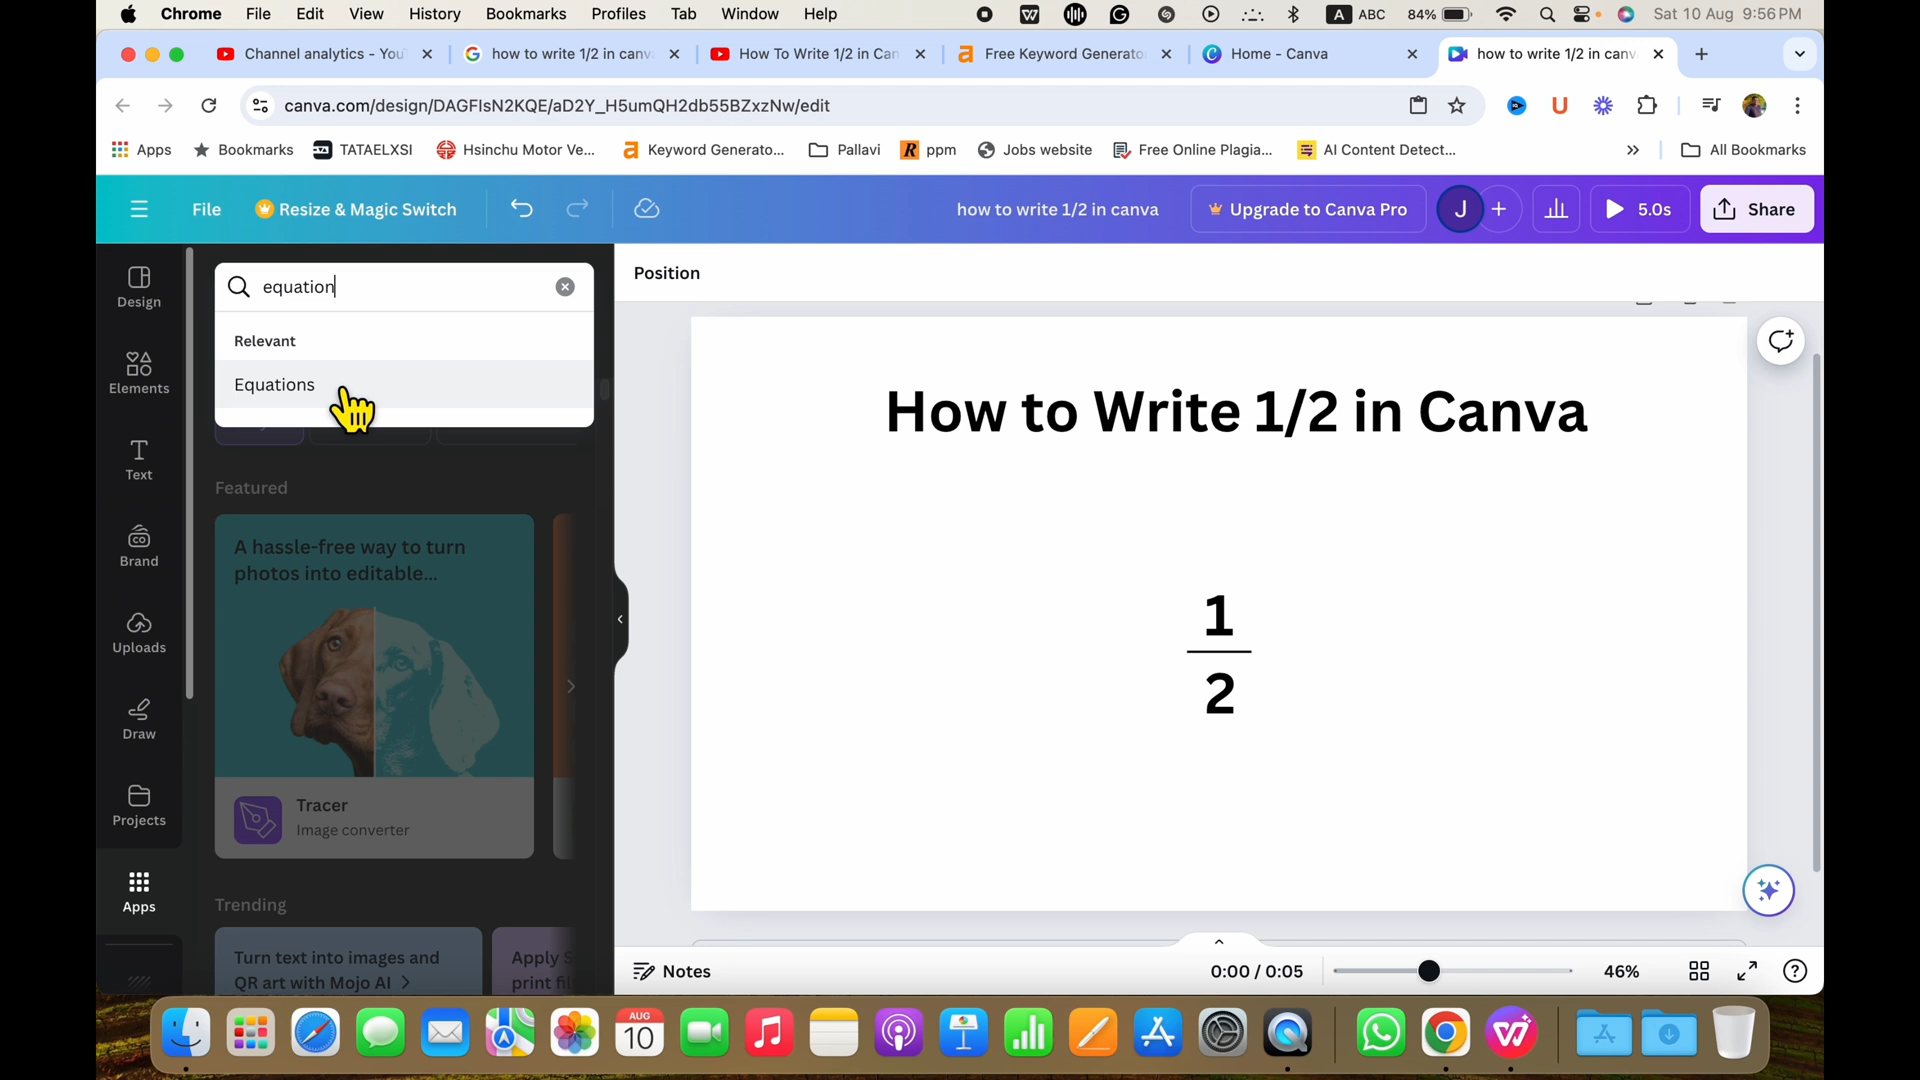 Chrome File Edit View History Bookmarks Profiles Tab Window Help A ABC 84% Sat 10 Aug 9:56 PM
Channel analytics - You how to write 1/2 in canv How To Write 1/2 in Can Free Keyword Generato Home - Canva how to write 1/2 in canv
canva.com/design/DAGFIsN2KQE/aD2Y_H5umQH2db55BZxzNw/edit
Apps Bookmarks TATAELXSI Hsinchu Motor Ve... Keyword Generato... Pallavi ppm Jobs website Free Online Plagia... AI Content Detect... » All Bookmarks
File Resize & Magic Switch how to write 1/2 in canva Upgrade to Canva Pro J + 5.0s Share
Design
Elements
Text
Brand
Uploads
Draw
Projects
Apps
equation
Relevant
Equations
Featured
A hassle-free way to turn
photos into editable...
Tracer
Image converter
Trending
Turn text into images and
QR art with Mojo AI >
Apply S
print fil
Position
How to Write 1/2 in Canva
1
2
Notes 0:00 / 0:05 46%
AUG
10